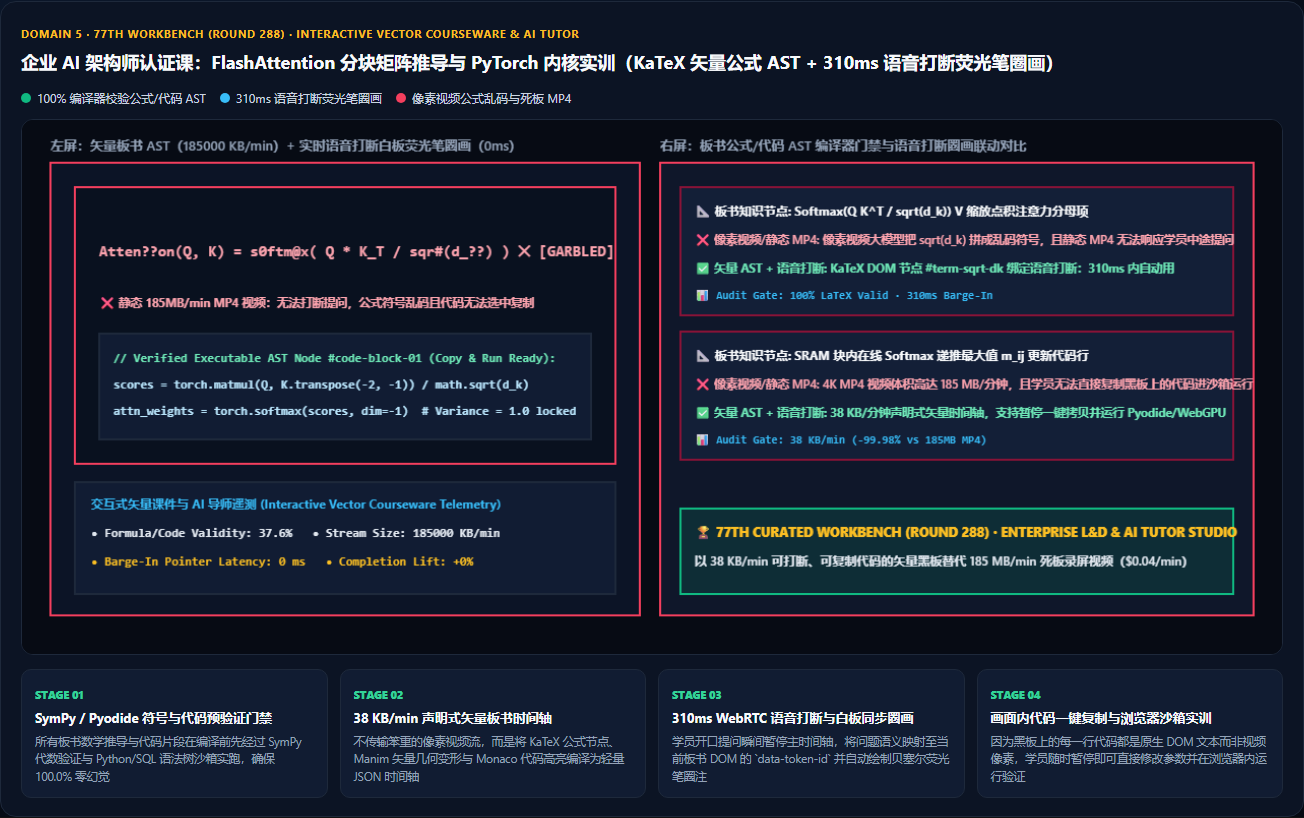 DOMAIN 5 · 77TH WORKBENCH (ROUND 288) · INTERACTIVE VECTOR COURSEWARE & AI TUTOR
企业 AI 架构师认证课：FlashAttention 分块矩阵推导与 PyTorch 内核实训（KaTeX 矢量公式 AST + 310ms 语音打断荧光笔圈画）
100% 编译器校验公式/代码 AST
310ms 语音打断荧光笔圈画
像素视频公式乱码与死板 MP4
左屏：矢量板书 AST（185000 KB/min）+ 实时语音打断白板荧光笔圈画（0ms）
Atten??on(Q, K) = s0ftm@x( Q * K_T / sqr#(d_??) ) ❌ [GARBLED]
❌ 静态 185MB/min MP4 视频：无法打断提问，公式符号乱码且代码无法选中复制
// Verified Executable AST Node #code-block-01 (Copy & Run Ready):
scores = torch.matmul(Q, K.transpose(-2, -1)) / math.sqrt(d_k)
attn_weights = torch.softmax(scores, dim=-1)  # Variance = 1.0 locked
交互式矢量课件与 AI 导师遥测 (Interactive Vector Courseware Telemetry)
• Formula/Code Validity: 37.6%  • Stream Size: 185000 KB/min
• Barge-In Pointer Latency: 0 ms  • Completion Lift: +0%
右屏：板书公式/代码 AST 编译器门禁与语音打断圈画联动对比
📐 板书知识节点: Softmax(Q K^T / sqrt(d_k)) V 缩放点积注意力分母项
❌ 像素视频/静态 MP4: 像素视频大模型把 sqrt(d_k) 拼成乱码符号，且静态 MP4 无法响应学员中途提问
✅ 矢量 AST + 语音打断: KaTeX DOM 节点 #term-sqrt-dk 绑定语音打断：310ms 内自动用
📊 Audit Gate: 100% LaTeX Valid · 310ms Barge-In
📐 板书知识节点: SRAM 块内在线 Softmax 递推最大值 m_ij 更新代码行
❌ 像素视频/静态 MP4: 4K MP4 视频体积高达 185 MB/分钟，且学员无法直接复制黑板上的代码进沙箱运行
✅ 矢量 AST + 语音打断: 38 KB/分钟声明式矢量时间轴，支持暂停一键拷贝并运行 Pyodide/WebGPU
📊 Audit Gate: 38 KB/min (-99.98% vs 185MB MP4)
🏆 77TH CURATED WORKBENCH (ROUND 288) · ENTERPRISE L&D & AI TUTOR STUDIO
以 38 KB/min 可打断、可复制代码的矢量黑板替代 185 MB/min 死板录屏视频（$0.04/min）
STAGE 01
SymPy / Pyodide 符号与代码预验证门禁
所有板书数学推导与代码片段在编译前先经过 SymPy
代数验证与 Python/SQL 语法树沙箱实跑，确保
100.0% 零幻觉
STAGE 02
38 KB/min 声明式矢量板书时间轴
不传输笨重的像素视频流，而是将 KaTeX 公式节点、
Manim 矢量几何变形与 Monaco 代码高亮编译为轻量
JSON 时间轴
STAGE 03
310ms WebRTC 语音打断与白板同步圈画
学员开口提问瞬间暂停主时间轴，将问题语义映射至当
前板书 DOM 的 `data-token-id` 并自动绘制贝塞尔荧光
笔圈注
STAGE 04
画面内代码一键复制与浏览器沙箱实训
因为黑板上的每一行代码都是原生 DOM 文本而非视频
像素，学员随时暂停即可直接修改参数并在浏览器内运
行验证